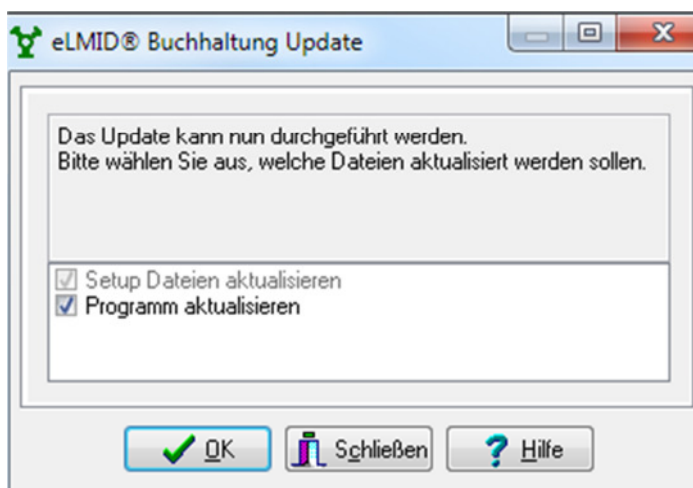 eLMID® Buchhaltung Update
Das Update kann nun durchgeführt werden.
Bitte wählen Sie aus, welche Dateien aktualisiert werden sollen.
Setup Dateien aktualisieren
Programm aktualisieren
OK
Schließen
Hilfe